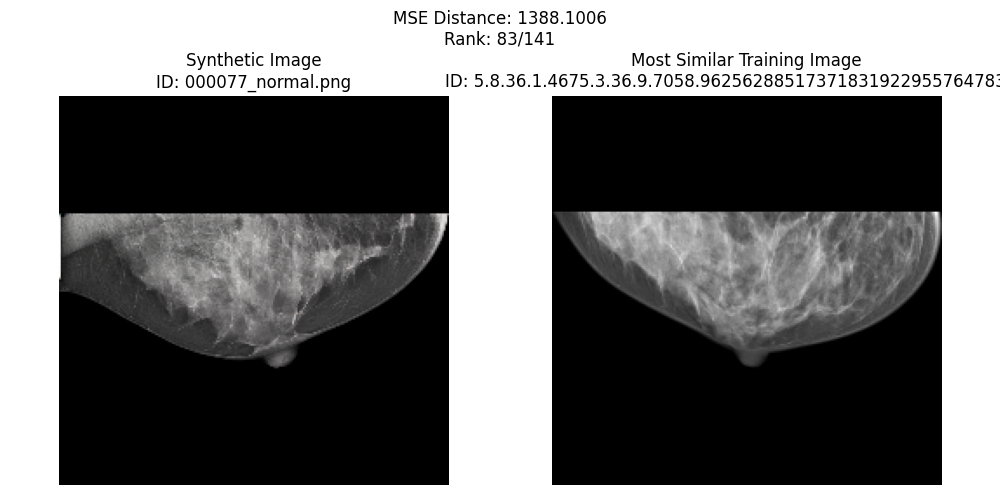 MSE Distance: 1388.1006
Rank: 83/141
Synthetic Image
ID: 000077_normal.png
Most Similar Training Image
ID: 5.8.36.1.4675.3.36.9.7058.96256288517371831922955764783